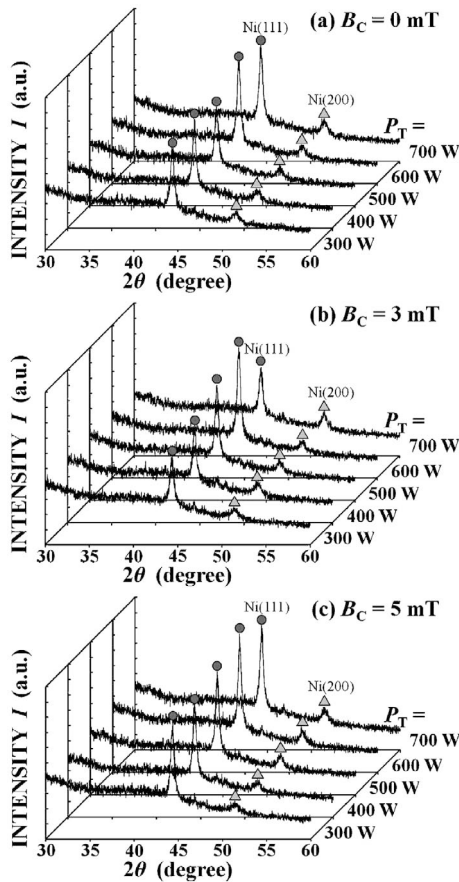 (a) B_C = 0 mT
Ni(111)
Ni(200)
P_T =
700 W
600 W
500 W
400 W
300 W
INTENSITY I (a.u.)
30 35 40 45 50 55 60
2θ (degree)
(b) B_C = 3 mT
Ni(111)
Ni(200)
P_T =
700 W
600 W
500 W
400 W
300 W
INTENSITY I (a.u.)
30 35 40 45 50 55 60
2θ (degree)
(c) B_C = 5 mT
Ni(111)
Ni(200)
P_T =
700 W
600 W
500 W
400 W
300 W
INTENSITY I (a.u.)
30 35 40 45 50 55 60
2θ (degree)